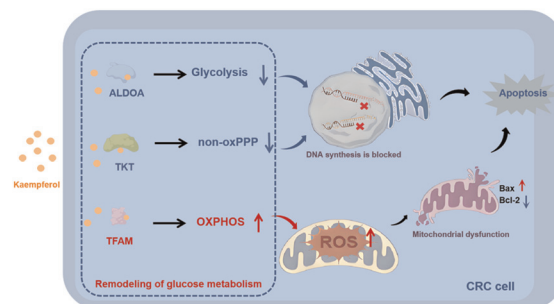 ALDOA
Glycolysis
TKT
non-oxPPP
Kaempferol
TFAM
OXPHOS
Remodeling of glucose metabolism
DNA synthesis is blocked
ROS
Apoptosis
Bax
Bcl-2
Mitochondrial dysfunction
CRC cell